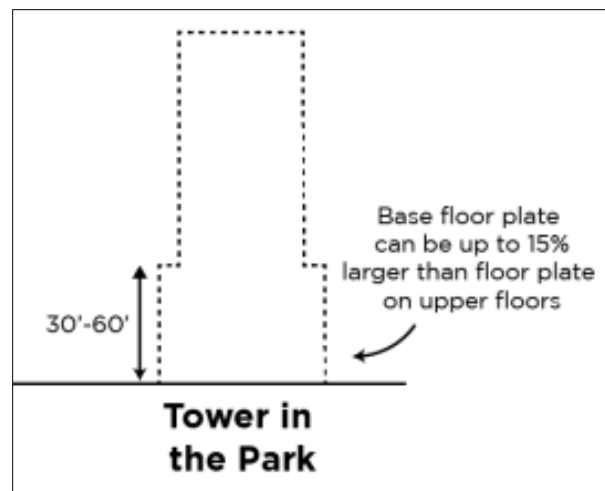 Base floor plate
can be up to 15%
larger than floor plate
on upper floors
30'-60'
Tower in
the Park